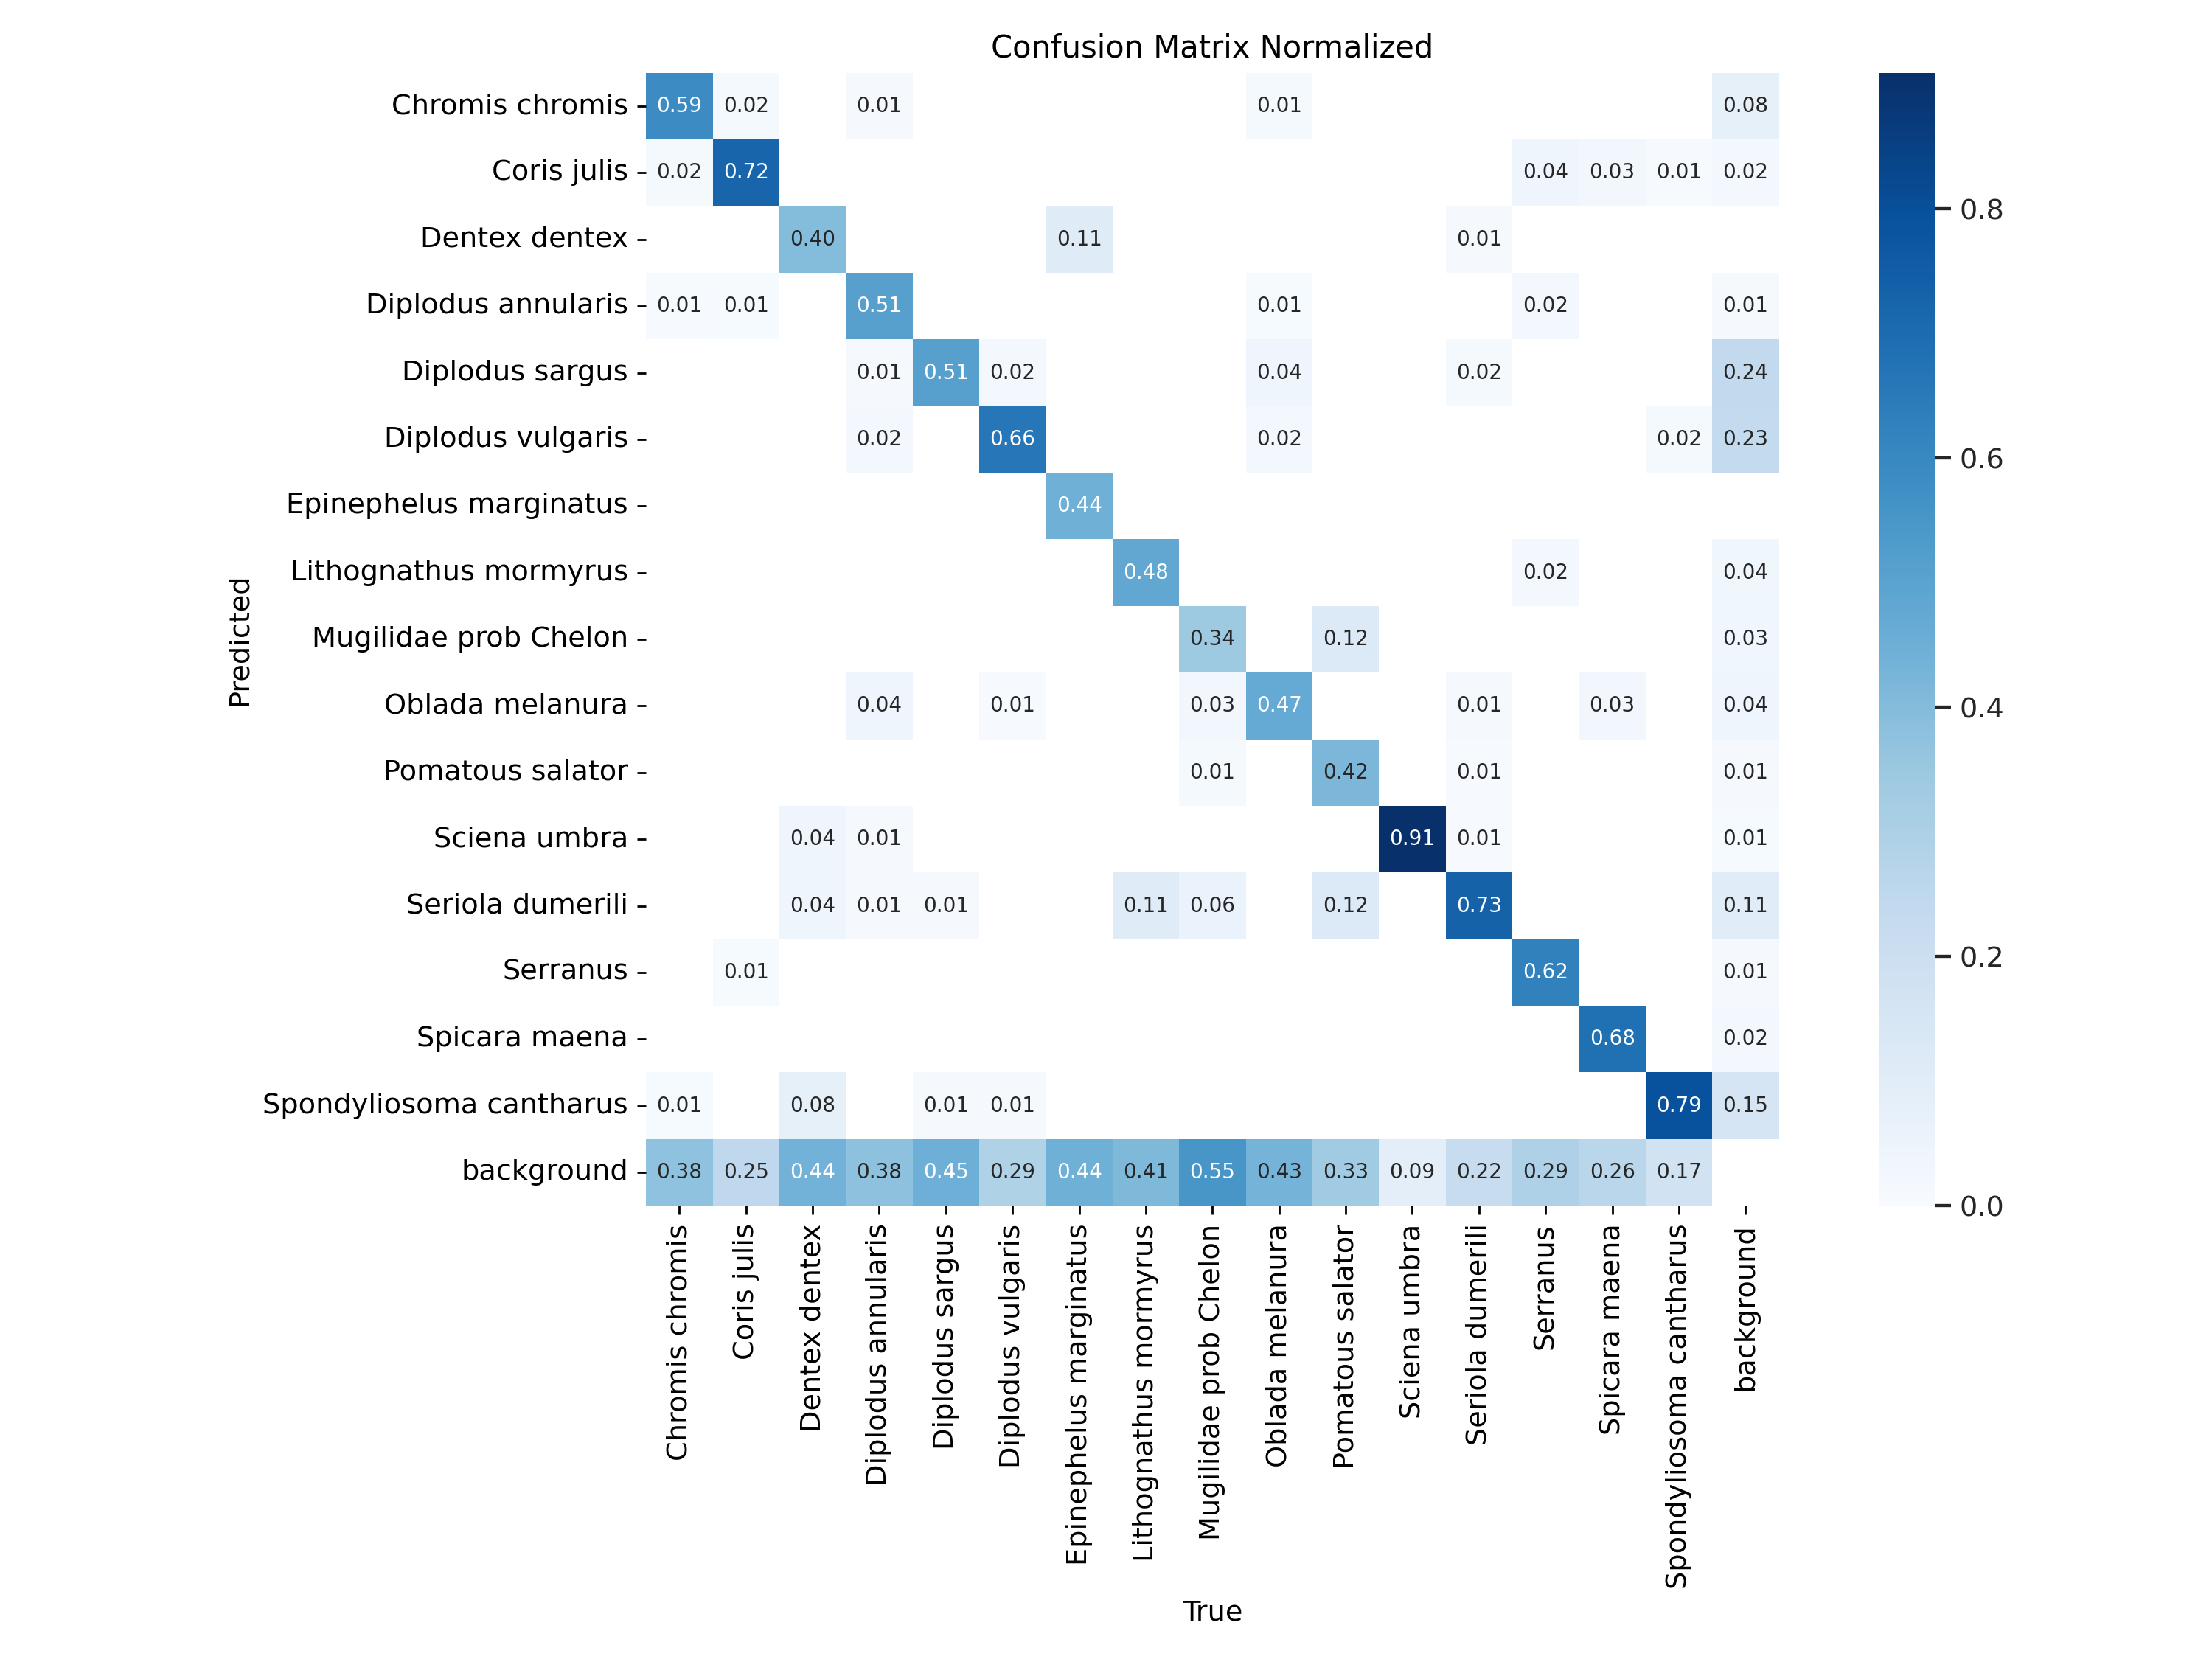 Confusion Matrix Normalized
Chromis chromis 0.59 0.02 0.01 0.01 0.08
Coris julis 0.02 0.72 0.04 0.03 0.01 0.02
0.8
Dentex dentex 0.40 0.11 0.01
Diplodus annularis 0.01 0.01 0.51 0.01 0.02 0.01
Diplodus sargus 0.01 0.51 0.02 0.04 0.02 0.24
Diplodus vulgaris 0.02 0.66 0.02 0.02 0.23
0.6
Epinephelus marginatus 0.44
Lithognathus mormyrus 0.48 0.02 0.04
Predicted
Mugilidae prob Chelon 0.34 0.12 0.03
Oblada melanura 0.04 0.01 0.03 0.47 0.01 0.03 0.04
0.4
Pomatous salator 0.01 0.42 0.01 0.01
Sciena umbra 0.04 0.01 0.91 0.01 0.01
Seriola dumerili 0.04 0.01 0.01 0.11 0.06 0.12 0.73 0.11
0.2
Serranus 0.01 0.62 0.01
Spicara maena 0.68 0.02
Spondyliosoma cantharus 0.01 0.08 0.01 0.01 0.79 0.15
background 0.38 0.25 0.44 0.38 0.45 0.29 0.44 0.41 0.55 0.43 0.33 0.09 0.22 0.29 0.26 0.17
0.0
Chromis chromis
Coris julis
Dentex dentex
Diplodus annularis
Diplodus sargus
Diplodus vulgaris
Epinephelus marginatus
Lithognathus mormyrus
Mugilidae prob Chelon
Oblada melanura
Pomatous salator
Sciena umbra
Seriola dumerili
Serranus
Spicara maena
Spondyliosoma cantharus
background
True